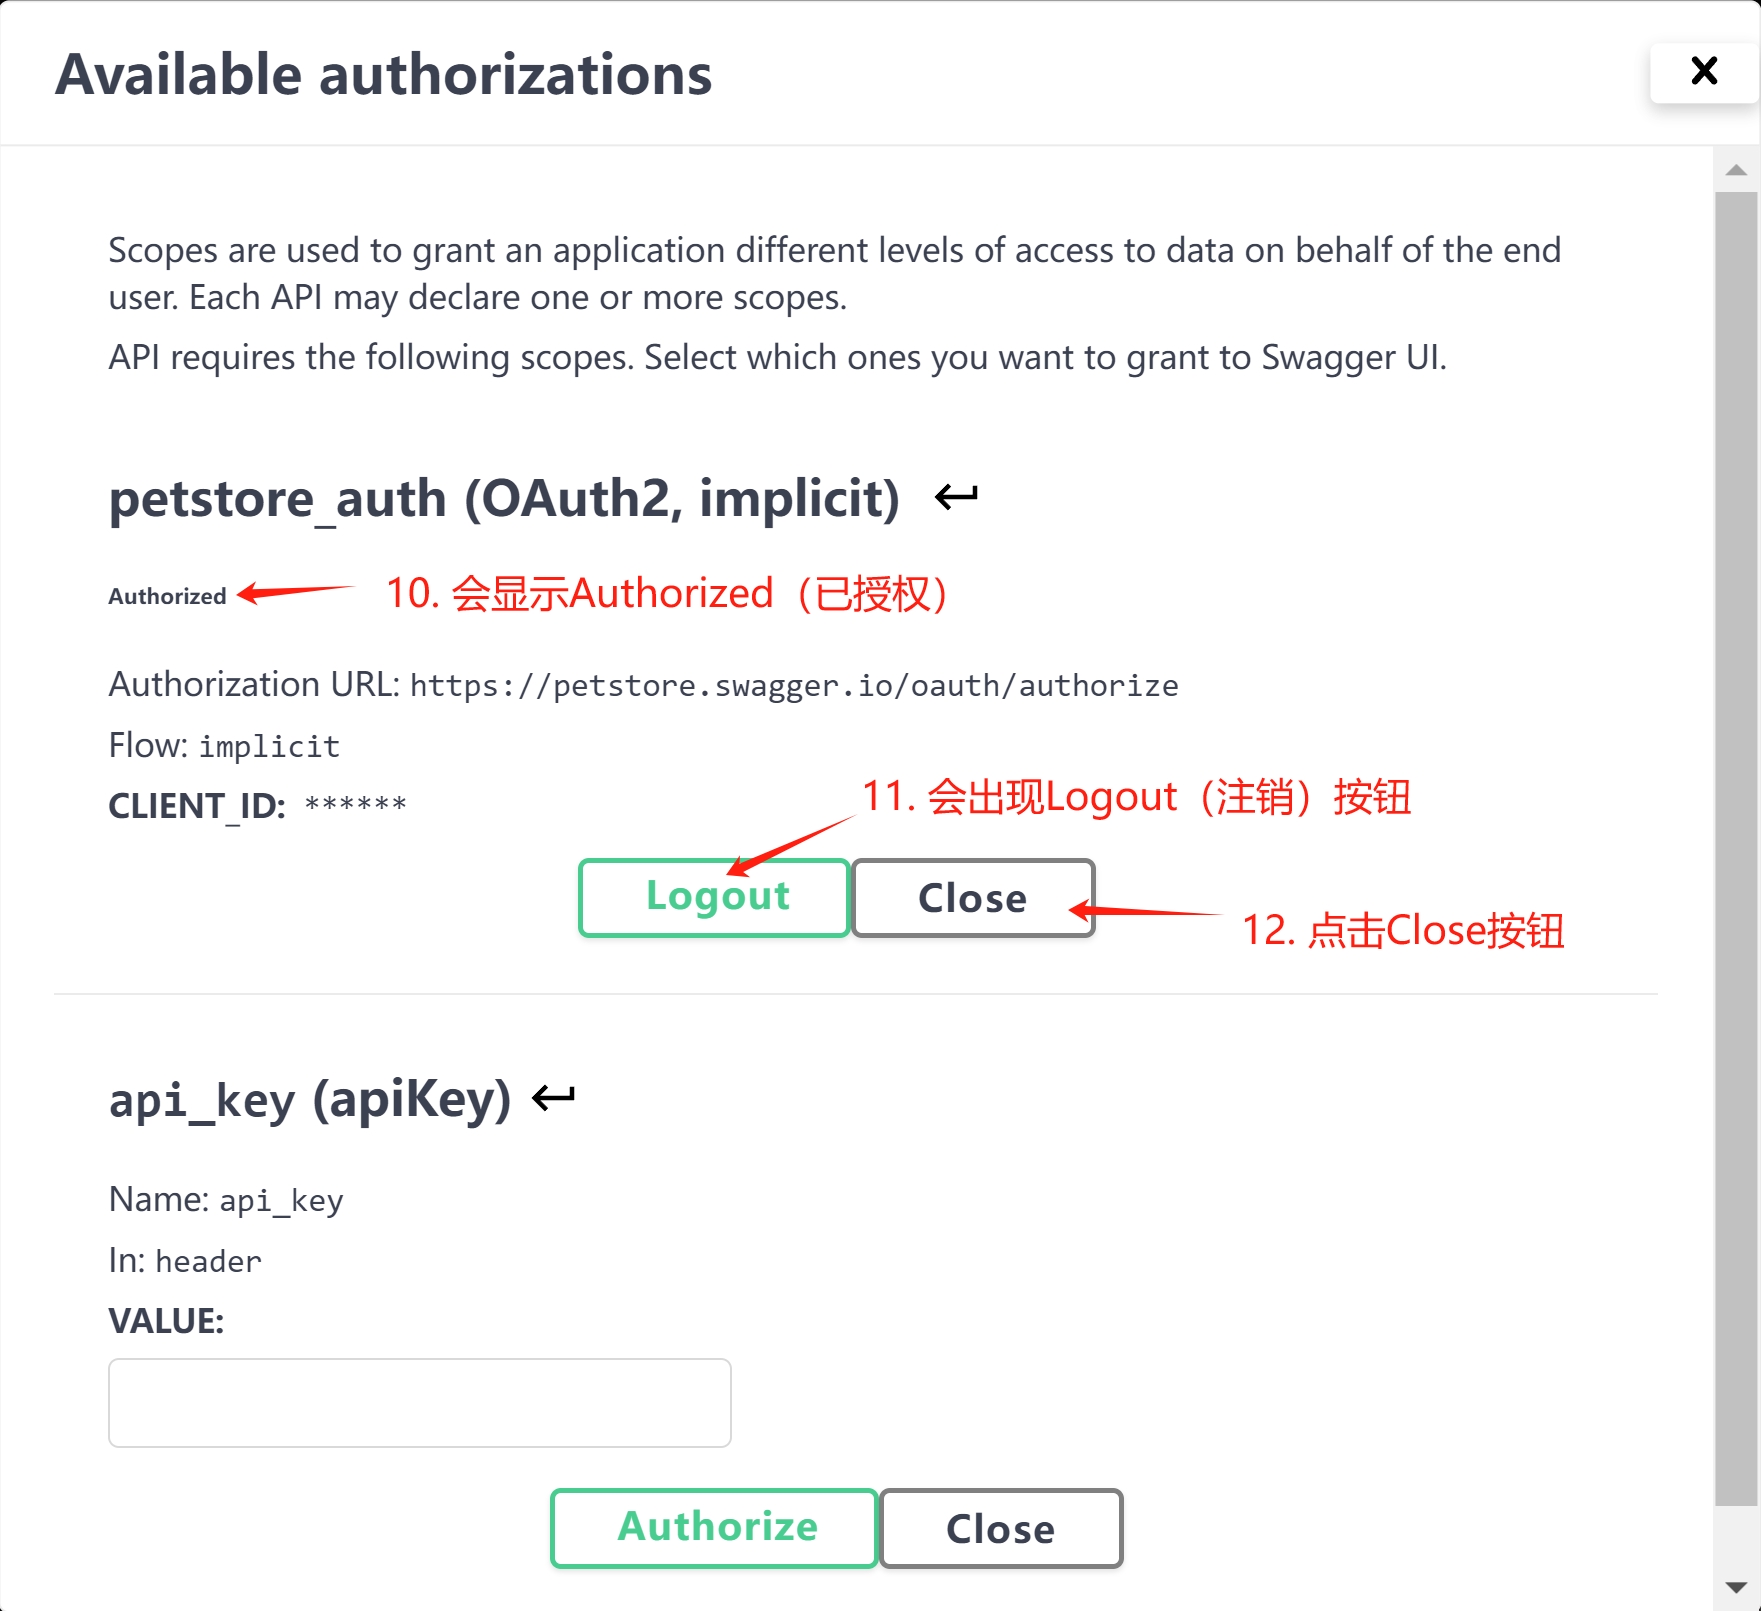 Available authorizations
Scopes are used to grant an application different levels of access to data on behalf of the end
user. Each API may declare one or more scopes.
API requires the following scopes. Select which ones you want to grant to Swagger UI.
petstore_auth (OAuth2, implicit)
Authorized
10. 会显示Authorized（已授权）
Authorization URL: https://petstore.swagger.io/oauth/authorize
Flow: implicit
CLIENT_ID: ******
11. 会出现Logout（注销）按钮
Logout
Close
12. 点击Close按钮
api_key (apiKey)
Name: api_key
In: header
VALUE:
Authorize
Close